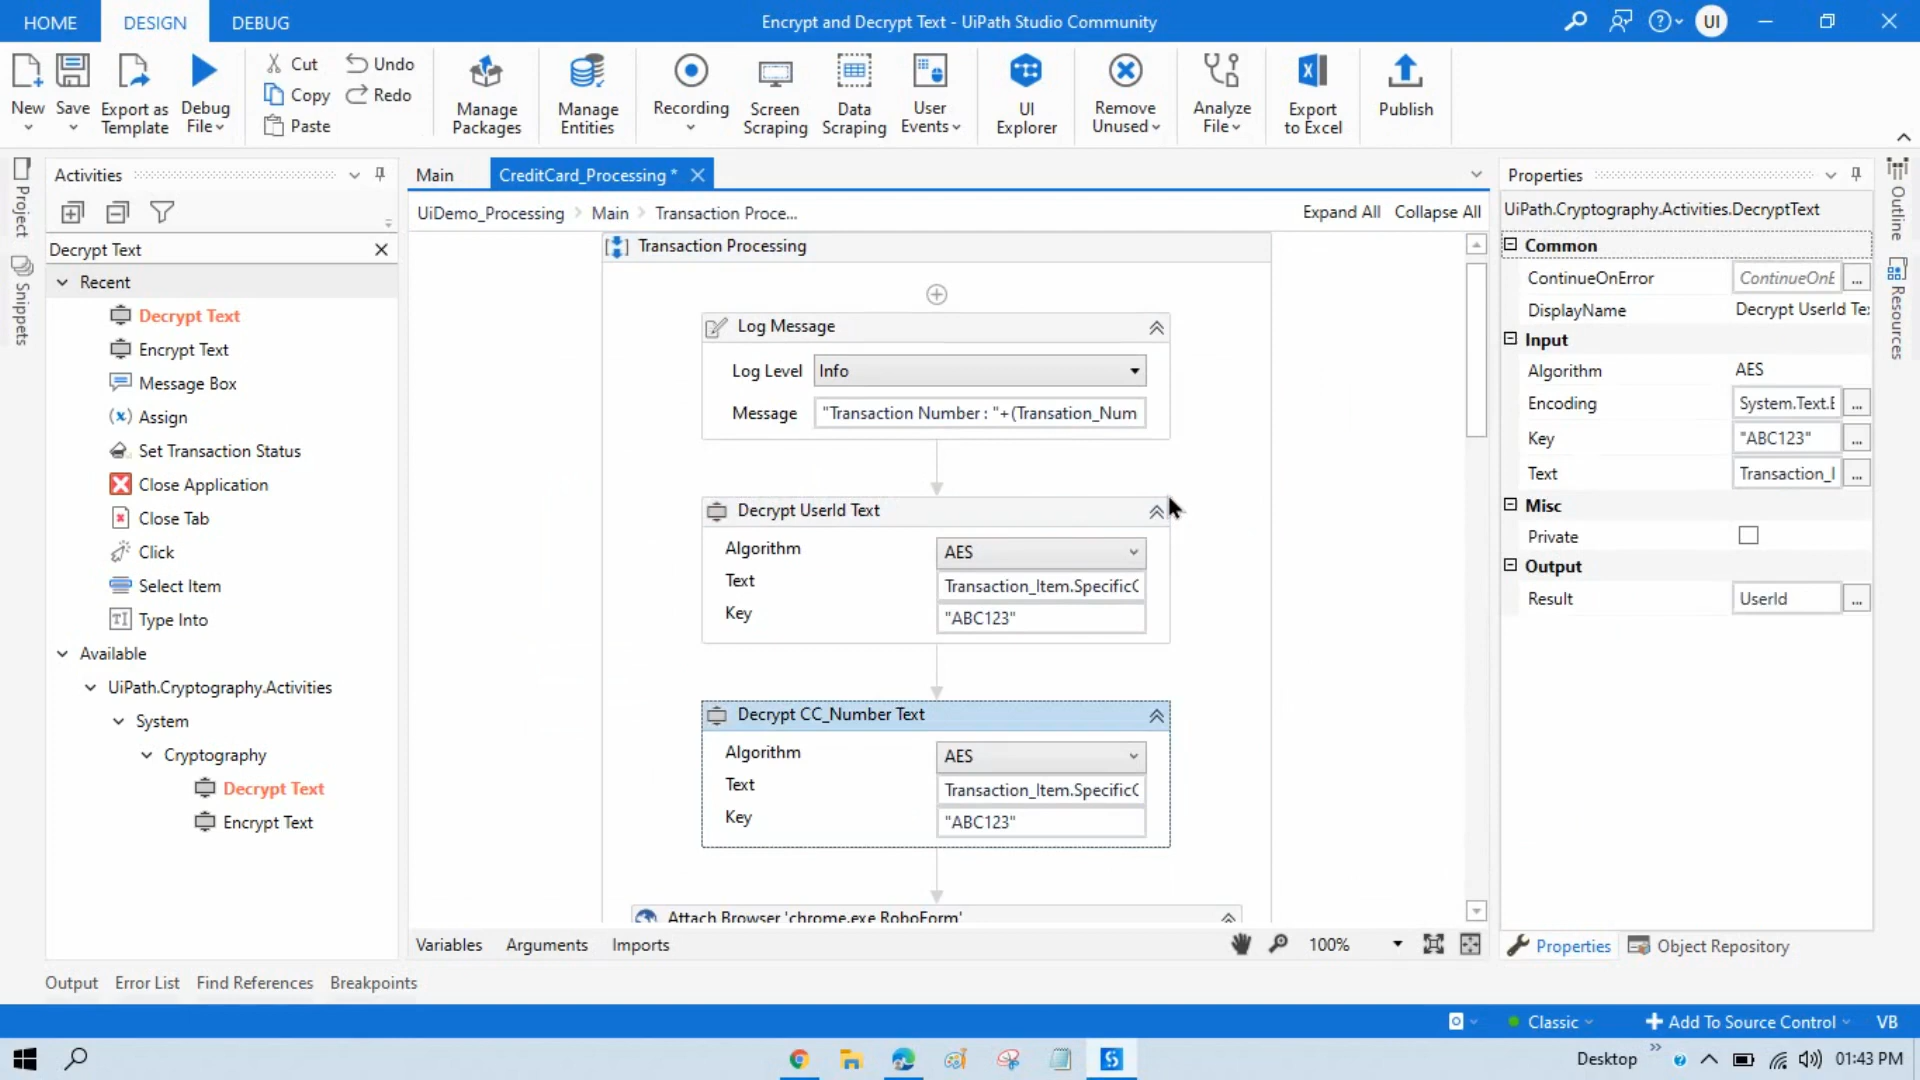 HOME DESIGN DEBUG
Encrypt and Decrypt Text - UiPath Studio Community
UI
New
Save
Export as
Template
Debug
File
Cut
Copy
Paste
Undo
Redo
Manage
Packages
Manage
Entities
Recording
Screen
Scraping
Data
Scraping
User
Events
UI
Explorer
Remove
Unused
Analyze
File
Export
to Excel
Publish
Project
Snippets
Activities
Decrypt Text
Recent
Decrypt Text
Encrypt Text
Message Box
Assign
Set Transaction Status
Close Application
Close Tab
Click
Select Item
Type Into
Available
UiPath.Cryptography.Activities
System
Cryptography
Decrypt Text
Encrypt Text
Main
CreditCard_Processing *
UiDemo_Processing > Main > Transaction Proce...
Expand All Collapse All
Transaction Processing
Log Message
Log Level Info
Message "Transaction Number : "+(Transation_Num
Decrypt UserId Text
Algorithm AES
Text Transaction_Item.SpecificC
Key "ABC123"
Decrypt CC_Number Text
Algorithm AES
Text Transaction_Item.SpecificC
Key "ABC123"
Attach Browser 'chrome.exe RoboForm'
Variables Arguments Imports
100%
Properties
UiPath.Cryptography.Activities.DecryptText
Common
ContinueOnError ContinueOnE ...
DisplayName Decrypt UserId Te
Input
Algorithm AES
Encoding System.Text.E ...
Key "ABC123" ...
Text Transaction_I ...
Misc
Private
Output
Result UserId ...
Properties Object Repository
Outline
Resources
Output Error List Find References Breakpoints
Classic
Add To Source Control
VB
Desktop
01:43 PM